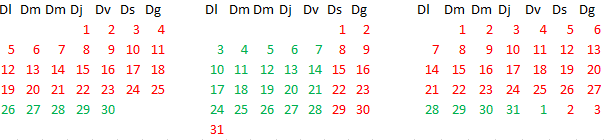 Dl Dm Dm Dj Dv Ds Dg
1 2 3 4
5 6 7 8 9 10 11
12 13 14 15 16 17 18
19 20 21 22 23 24 25
26 27 28 29 30
Dl Dm Dm Dj Dv Ds Dg
1 2
3 4 5 6 7 8 9
10 11 12 13 14 15 16
17 18 19 20 21 22 23
24 25 26 27 28 29 30
31
Dl Dm Dm Dj Dv Ds Dg
1 2 3 4 5 6
7 8 9 10 11 12 13
14 15 16 17 18 19 20
21 22 23 24 25 26 27
28 29 30 31 1 2 3